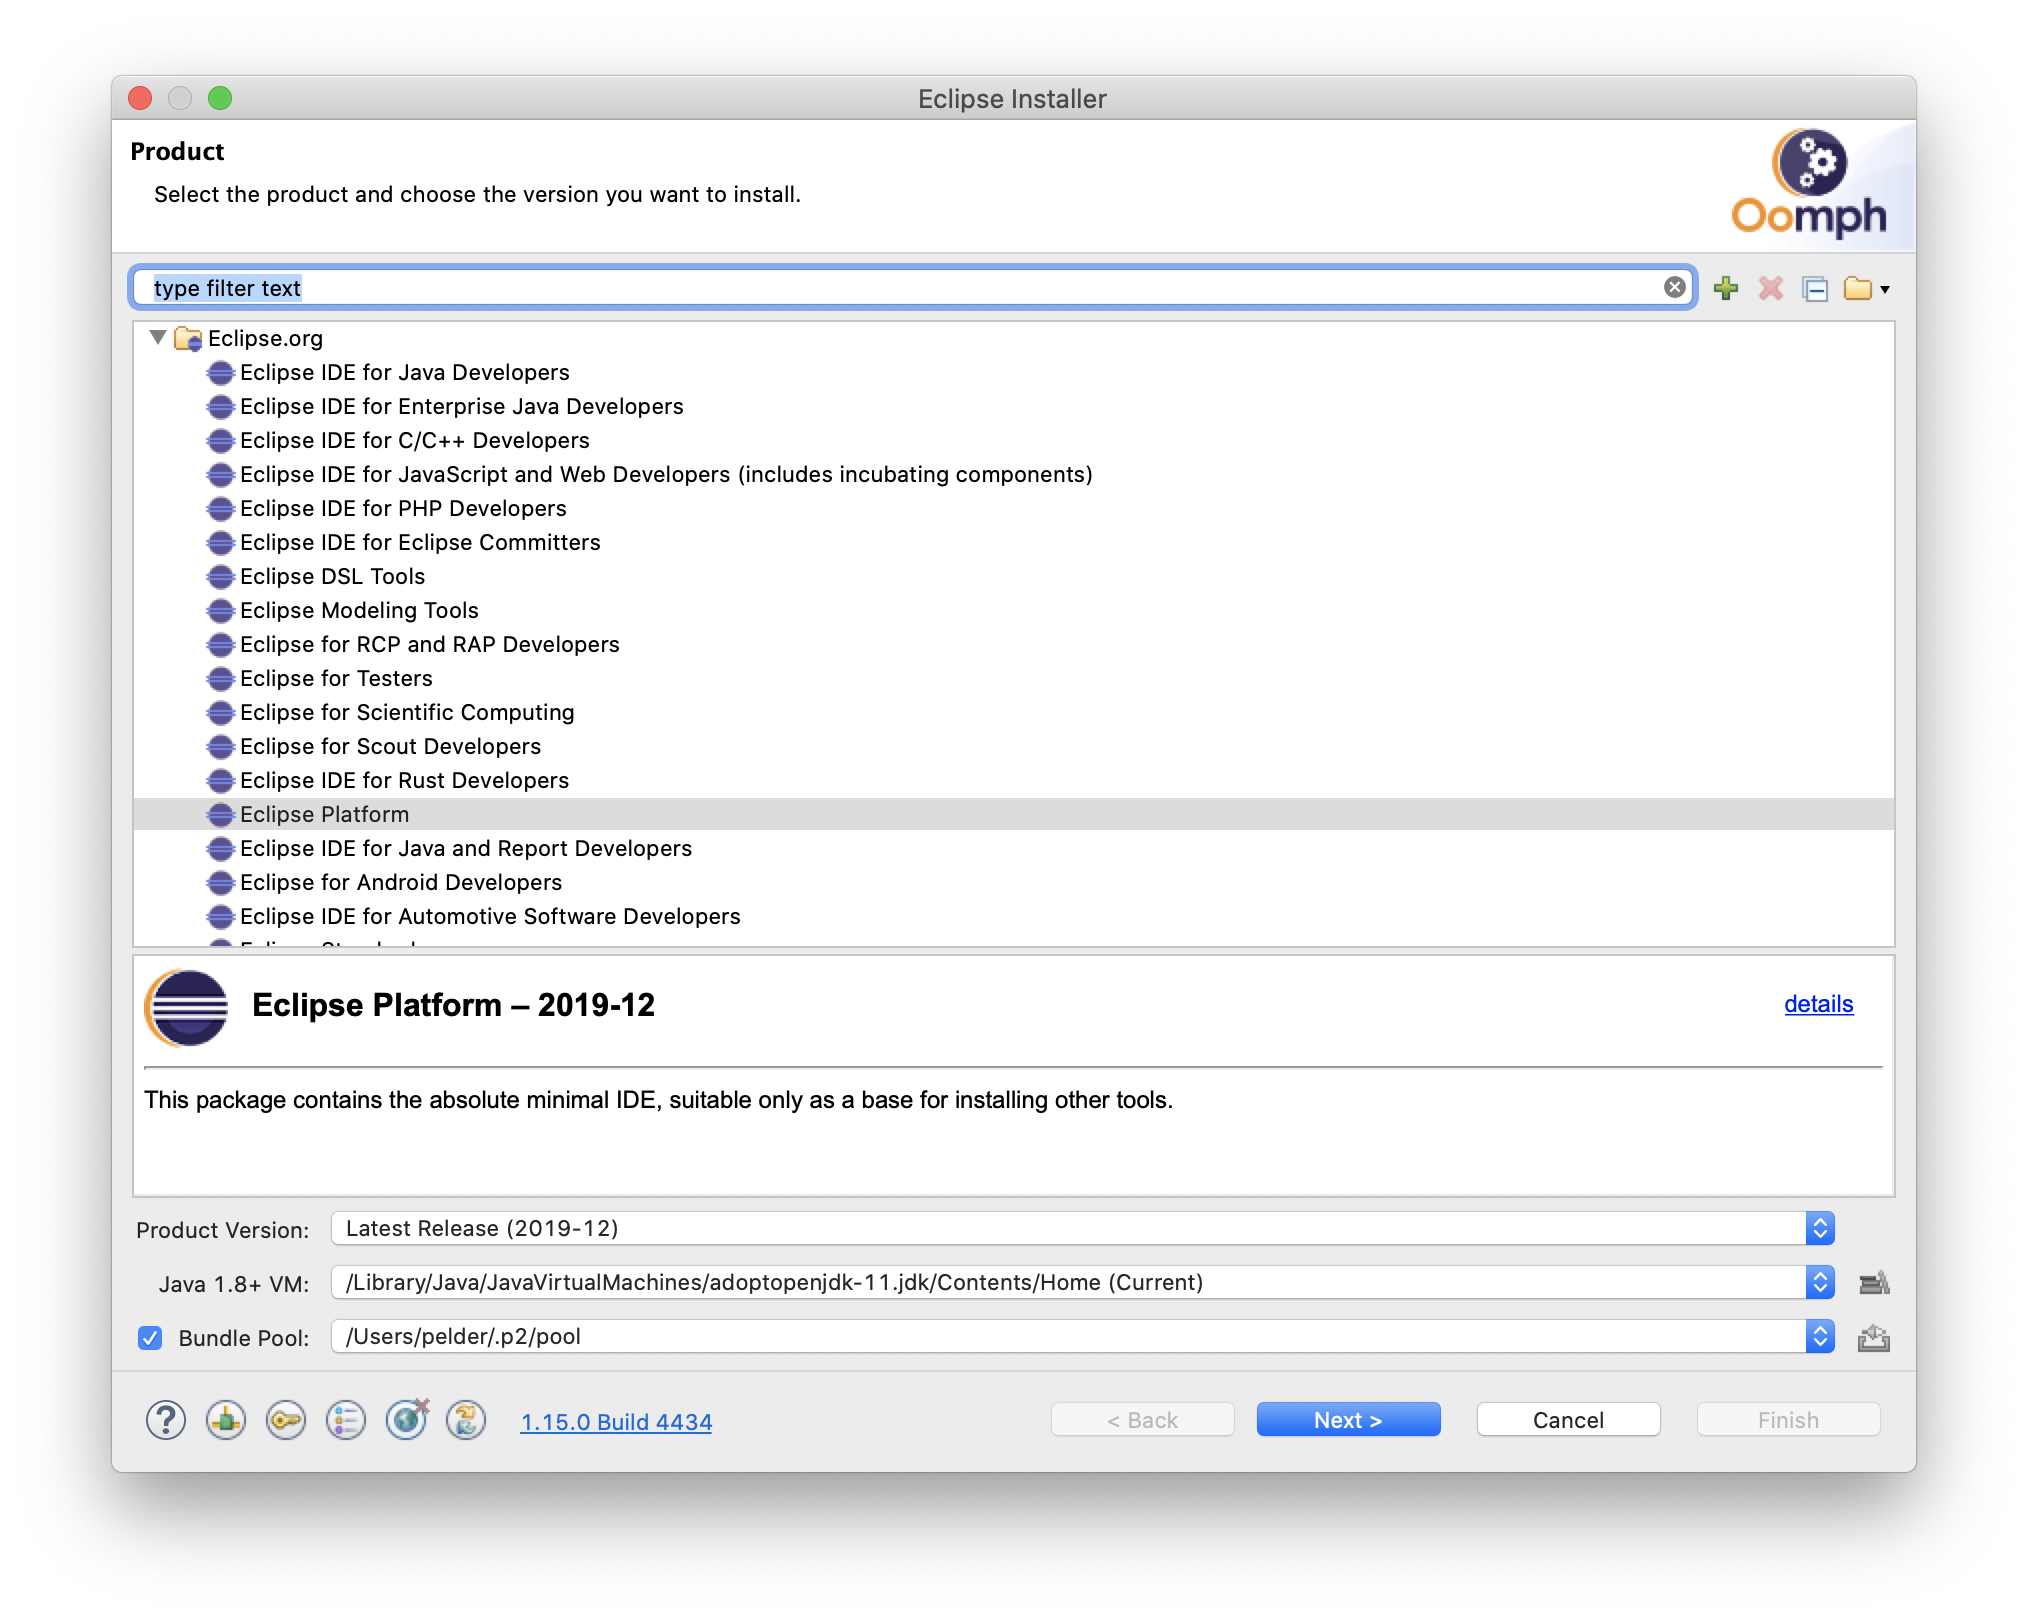 Eclipse Installer
Product
Select the product and choose the version you want to install.
Oomph
type filter text
Eclipse.org
Eclipse IDE for Java Developers
Eclipse IDE for Enterprise Java Developers
Eclipse IDE for C/C++ Developers
Eclipse IDE for JavaScript and Web Developers (includes incubating components)
Eclipse IDE for PHP Developers
Eclipse IDE for Eclipse Committers
Eclipse DSL Tools
Eclipse Modeling Tools
Eclipse for RCP and RAP Developers
Eclipse for Testers
Eclipse for Scientific Computing
Eclipse for Scout Developers
Eclipse IDE for Rust Developers
Eclipse Platform
Eclipse IDE for Java and Report Developers
Eclipse for Android Developers
Eclipse IDE for Automotive Software Developers
Eclipse Platform – 2019-12 details
This package contains the absolute minimal IDE, suitable only as a base for installing other tools.
Product Version: Latest Release (2019-12)
Java 1.8+ VM: /Library/Java/JavaVirtualMachines/adoptopenjdk-11.jdk/Contents/Home (Current)
Bundle Pool: /Users/pelder/.p2/pool
1.15.0 Build 4434 < Back Next > Cancel Finish